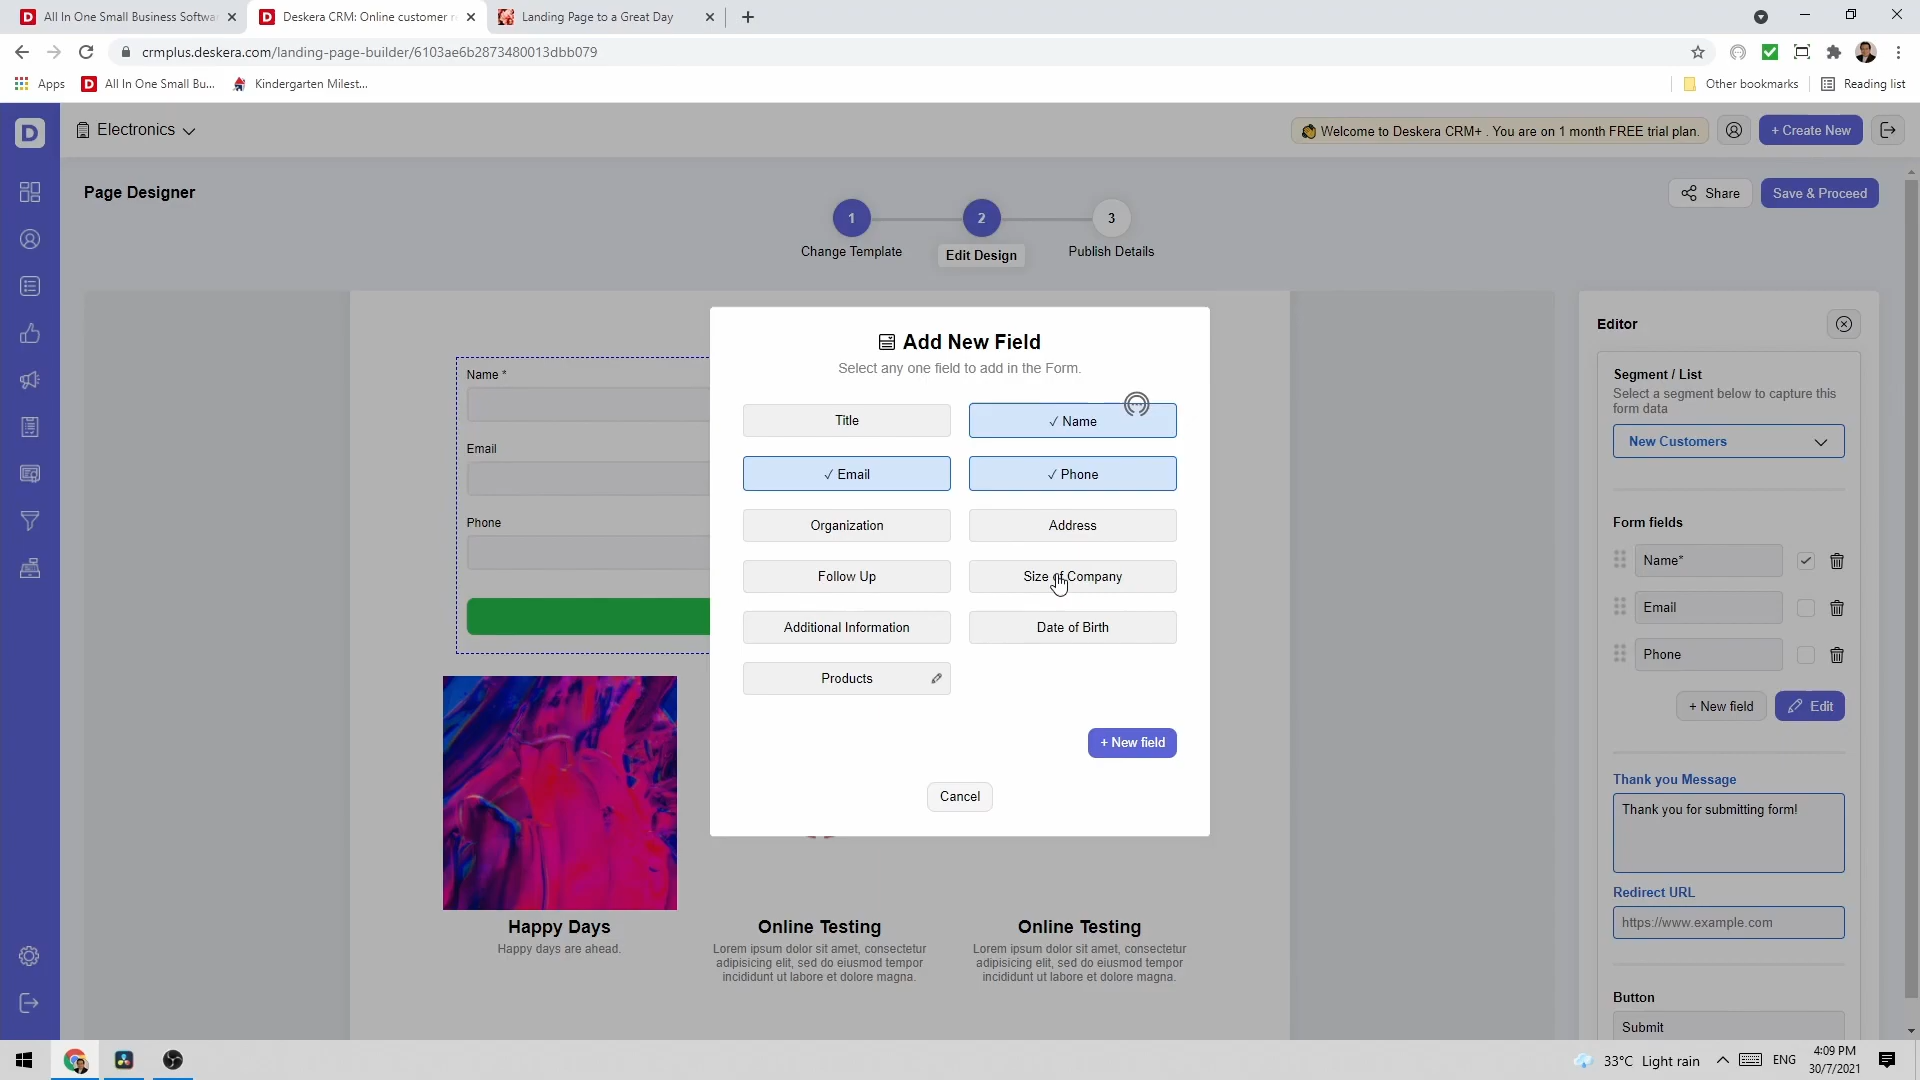 All In One Small Business Softwa
Deskera CRM: Online customer r
Landing Page to a Great Day
crmplus.deskera.com/landing-page-builder/6103ae6b2873480013dbb079
Apps
All In One Small Bu...
Kindergarten Milest...
Other bookmarks
Reading list
D
Electronics
Welcome to Deskera CRM+ . You are on 1 month FREE trial plan.
+ Create New
Page Designer
Share
Save & Proceed
1
2
3
Change Template
Edit Design
Publish Details
Name *
Email
Phone
Add New Field
Select any one field to add in the Form.
Title
✓ Name
✓ Email
✓ Phone
Organization
Address
Follow Up
Size of Company
Additional Information
Date of Birth
Products
+ New field
Cancel
Editor
Segment / List
Select a segment below to capture this
form data
New Customers
Form fields
Name*
Email
Phone
+ New field
Edit
Thank you Message
Thank you for submitting form!
Redirect URL
https://www.example.com
Button
Submit
Happy Days
Happy days are ahead.
Online Testing
Lorem ipsum dolor sit amet, consectetur
adipisicing elit, sed do eiusmod tempor
incididunt ut labore et dolore magna.
Online Testing
Lorem ipsum dolor sit amet, consectetur
adipisicing elit, sed do eiusmod tempor
incididunt ut labore et dolore magna.
33°C Light rain
ENG
4:09 PM
30/7/2021